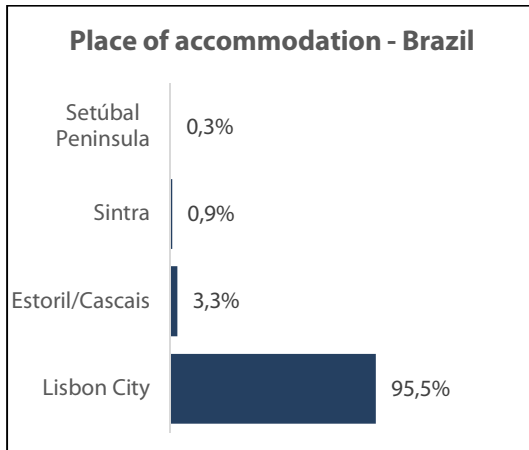 Place of accommodation - Brazil
Setúbal
Peninsula
0,3%
Sintra
0,9%
Estoril/Cascais
3,3%
Lisbon City
95,5%